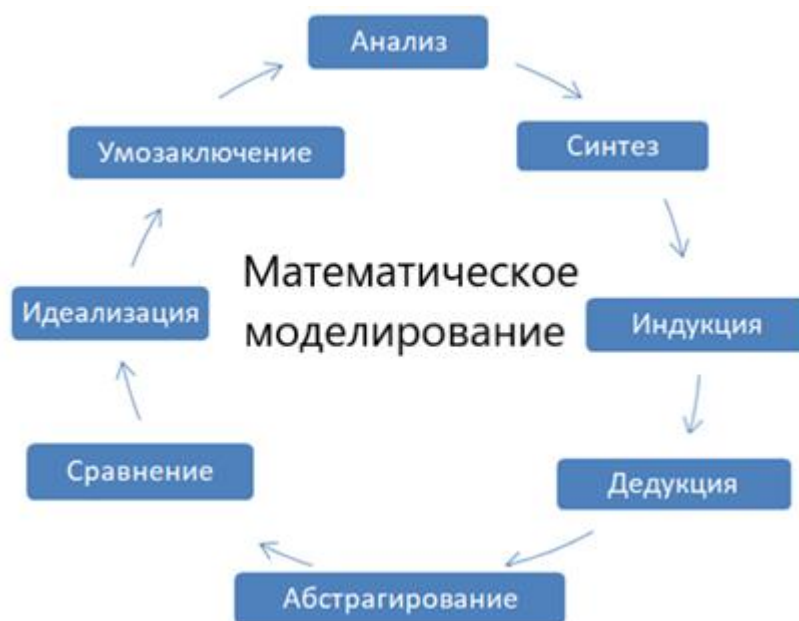 Анализ
Синтез
Умозаключение
Математическое
моделирование
Идеализация
Индукция
Сравнение
Дедукция
Абстрагирование